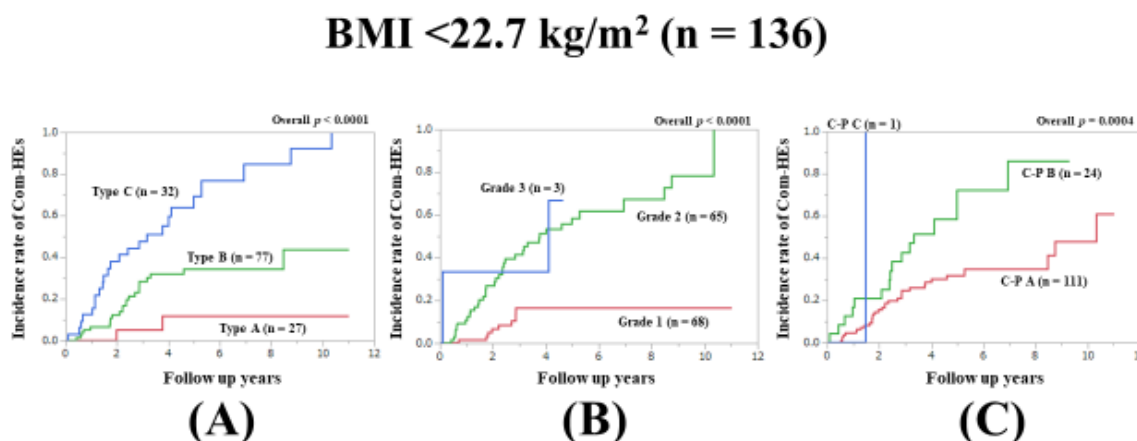 BMI <22.7 kg/m² (n = 136)
Overall p < 0.0001
Incidence rate of Com-HEs
1.0
0.8
0.6
0.4
0.2
0.0
Type C (n = 32)
Type B (n = 77)
Type A (n = 27)
0 2 4 6 8 10 12
Follow up years
(A)
Overall p < 0.0001
Incidence rate of Com-HEs
1.0
0.8
0.6
0.4
0.2
0.0
Grade 3 (n = 3)
Grade 2 (n = 65)
Grade 1 (n = 68)
0 2 4 6 8 10 12
Follow up years
(B)
C-P C (n = 1)
Overall p = 0.0004
Incidence rate of Com-HEs
1.0
0.8
0.6
0.4
0.2
0.0
C-P B (n = 24)
C-P A (n = 111)
0 2 4 6 8 10 12
Follow up years
(C)